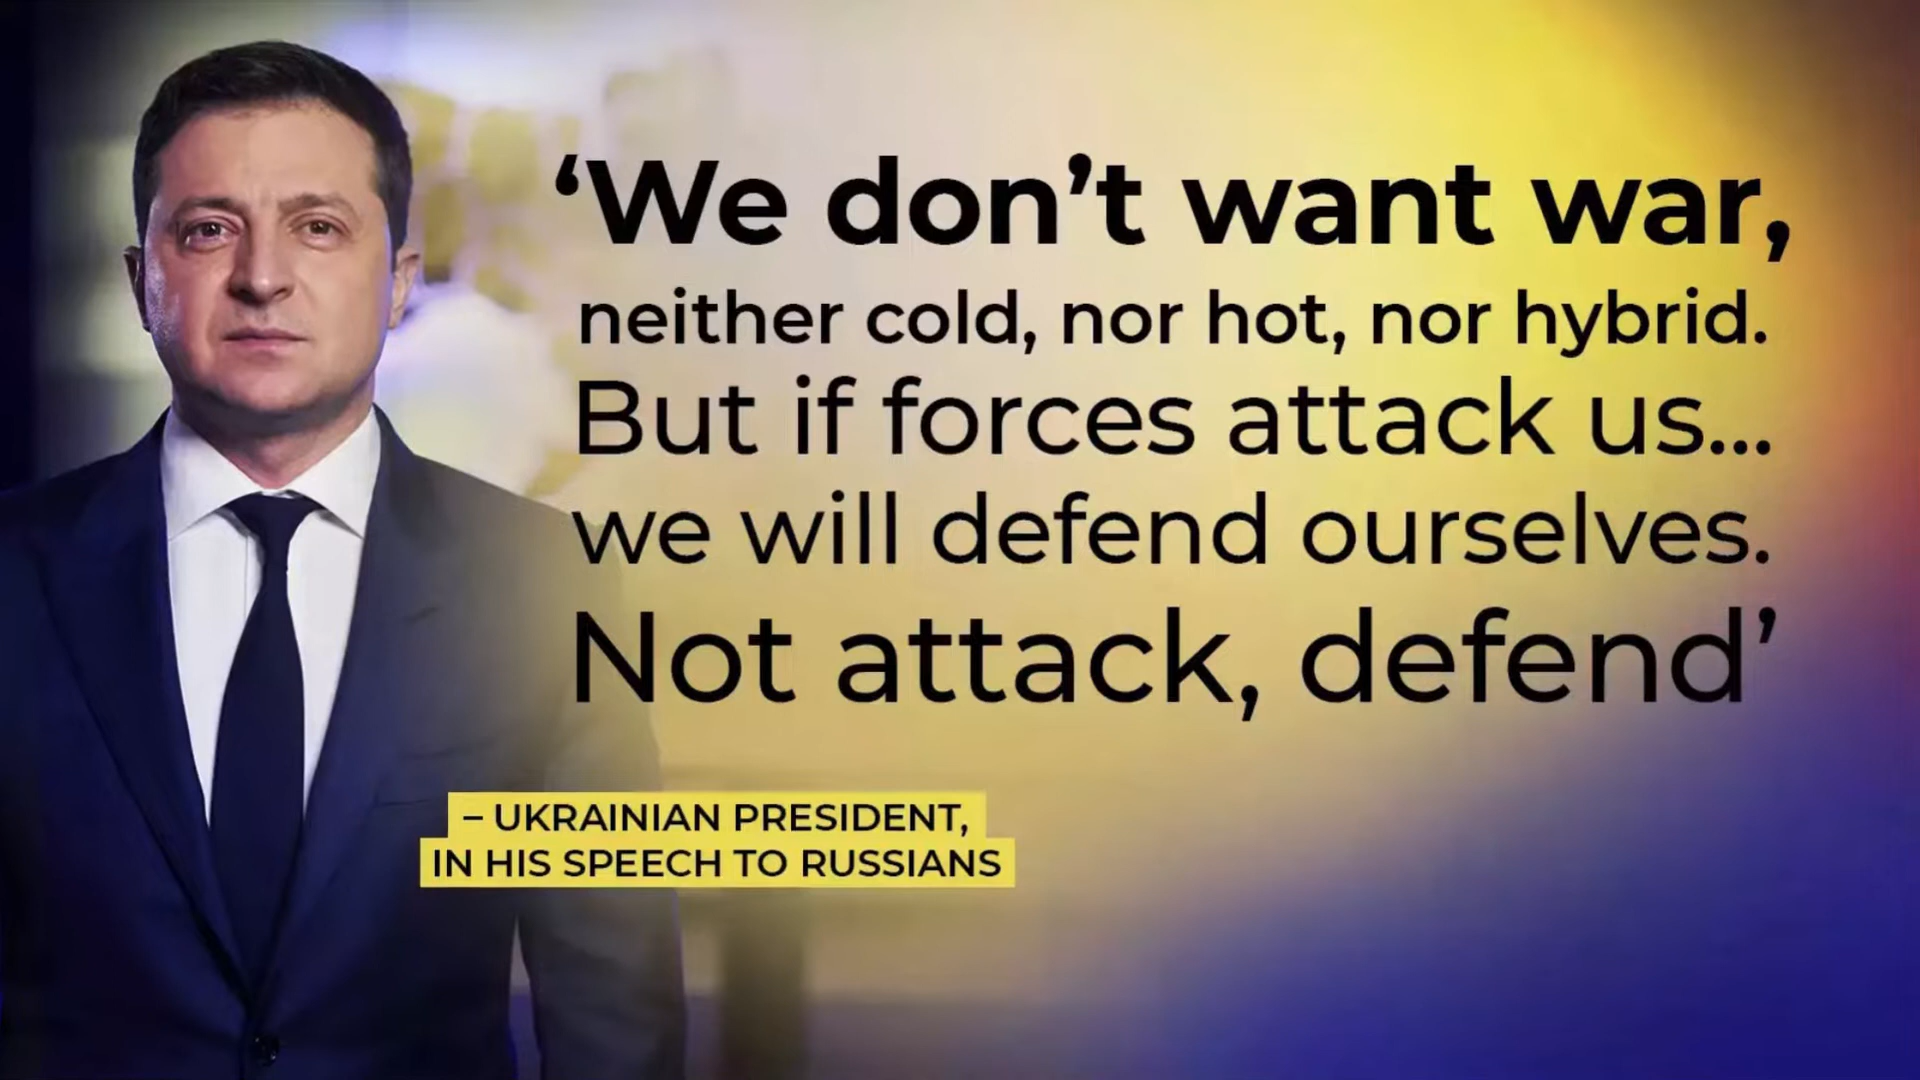 ‘We don’t want war,
neither cold, nor hot, nor hybrid.
But if forces attack us...
we will defend ourselves.
Not attack, defend’
– UKRAINIAN PRESIDENT,
IN HIS SPEECH TO RUSSIANS